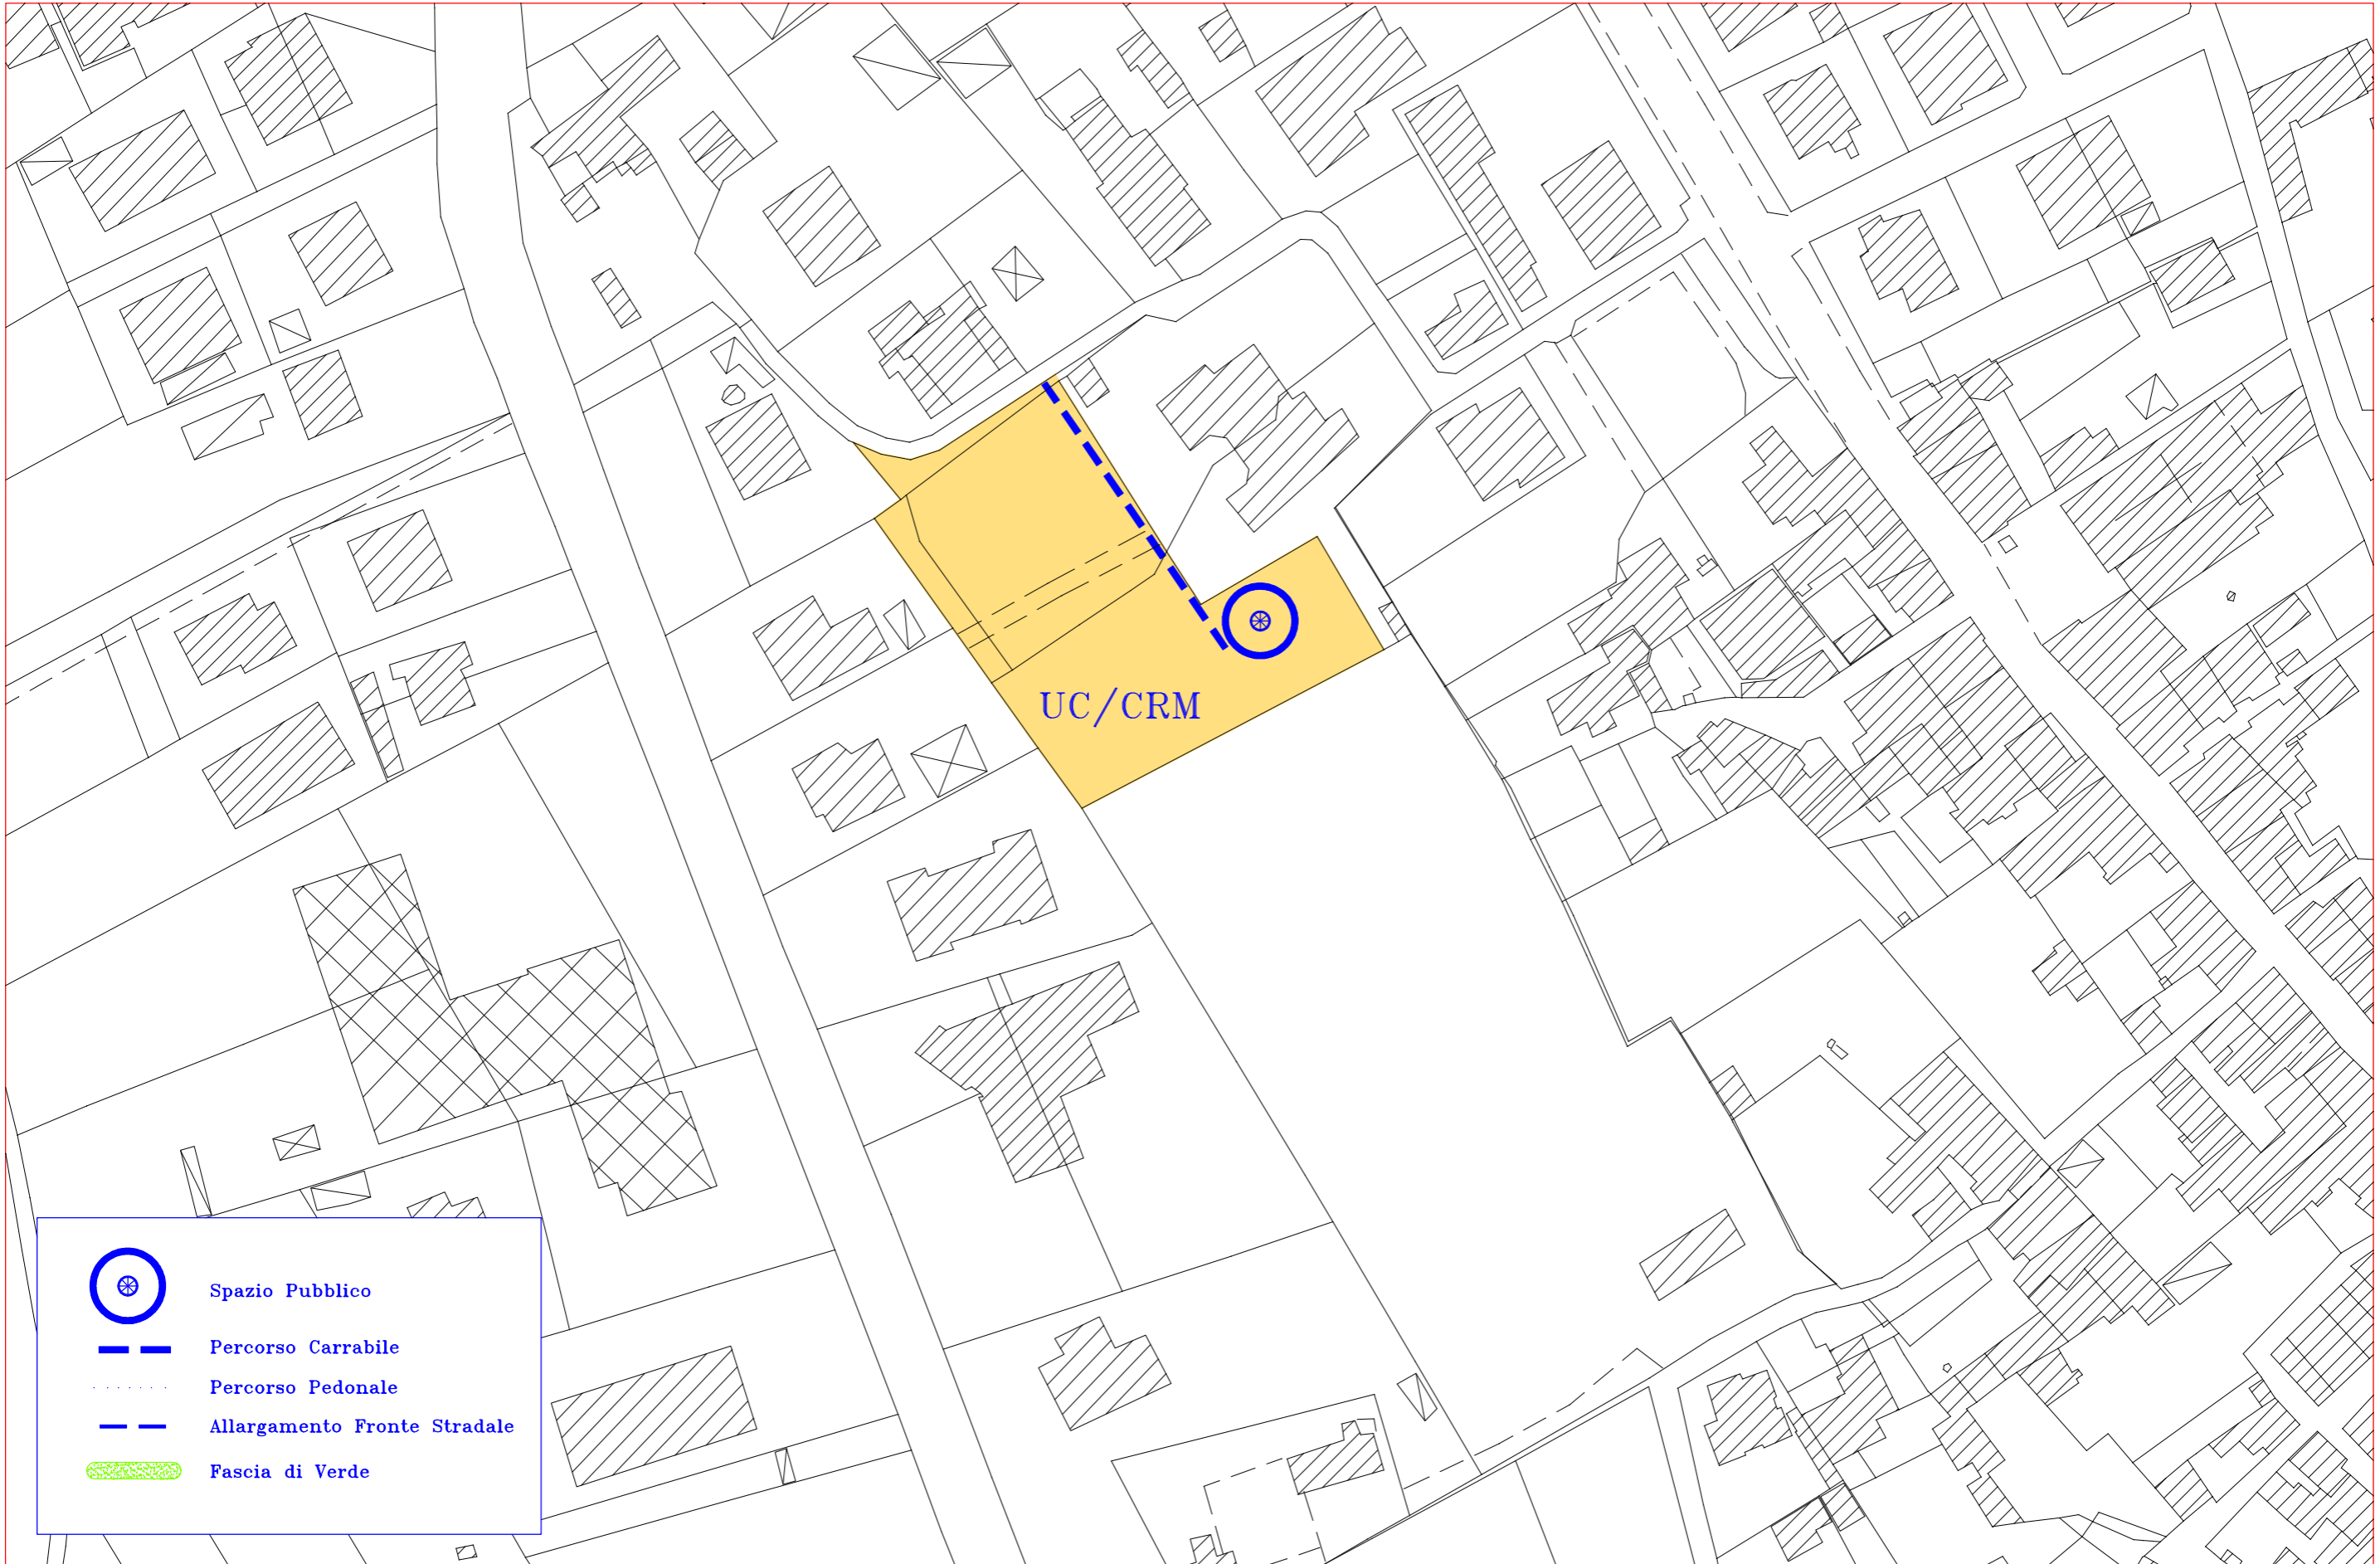 UC/CRM
Spazio Pubblico
Percorso Carrabile
Percorso Pedonale
Allargamento Fronte Stradale
Fascia di Verde